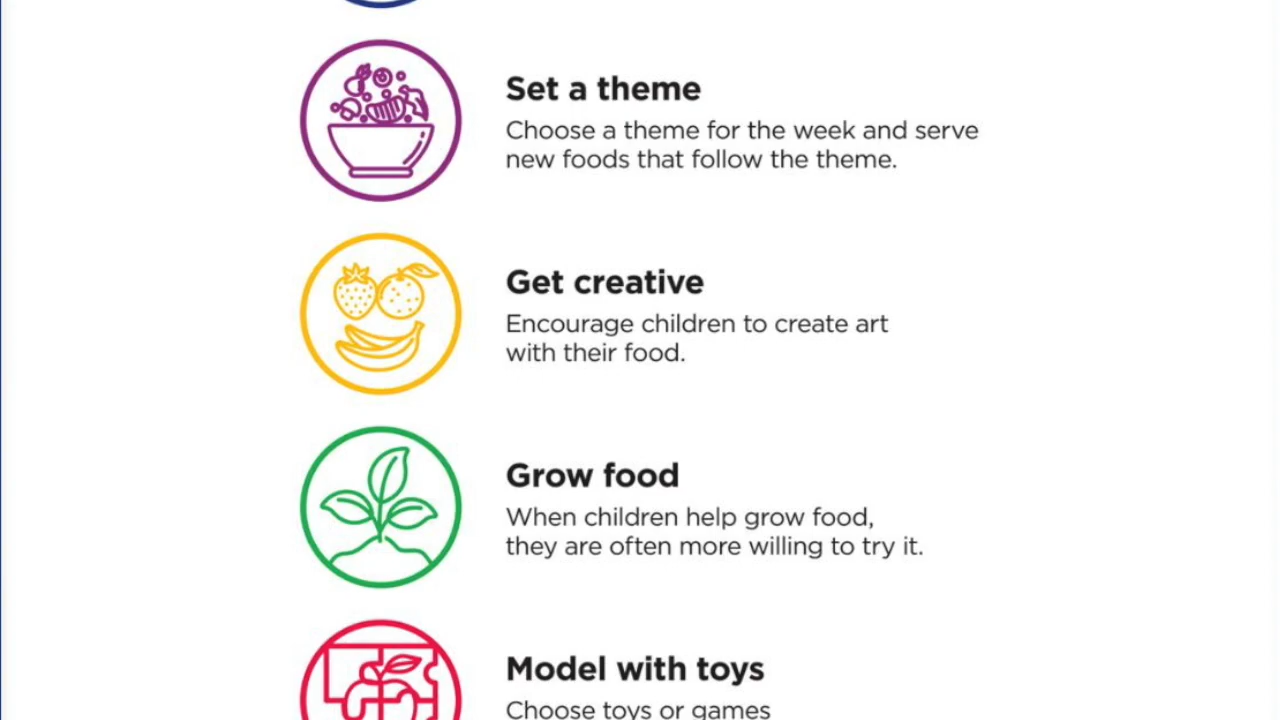 Set a theme
Choose a theme for the week and serve
new foods that follow the theme.
Get creative
Encourage children to create art
with their food.
Grow food
When children help grow food,
they are often more willing to try it.
Model with toys
Choose toys or games